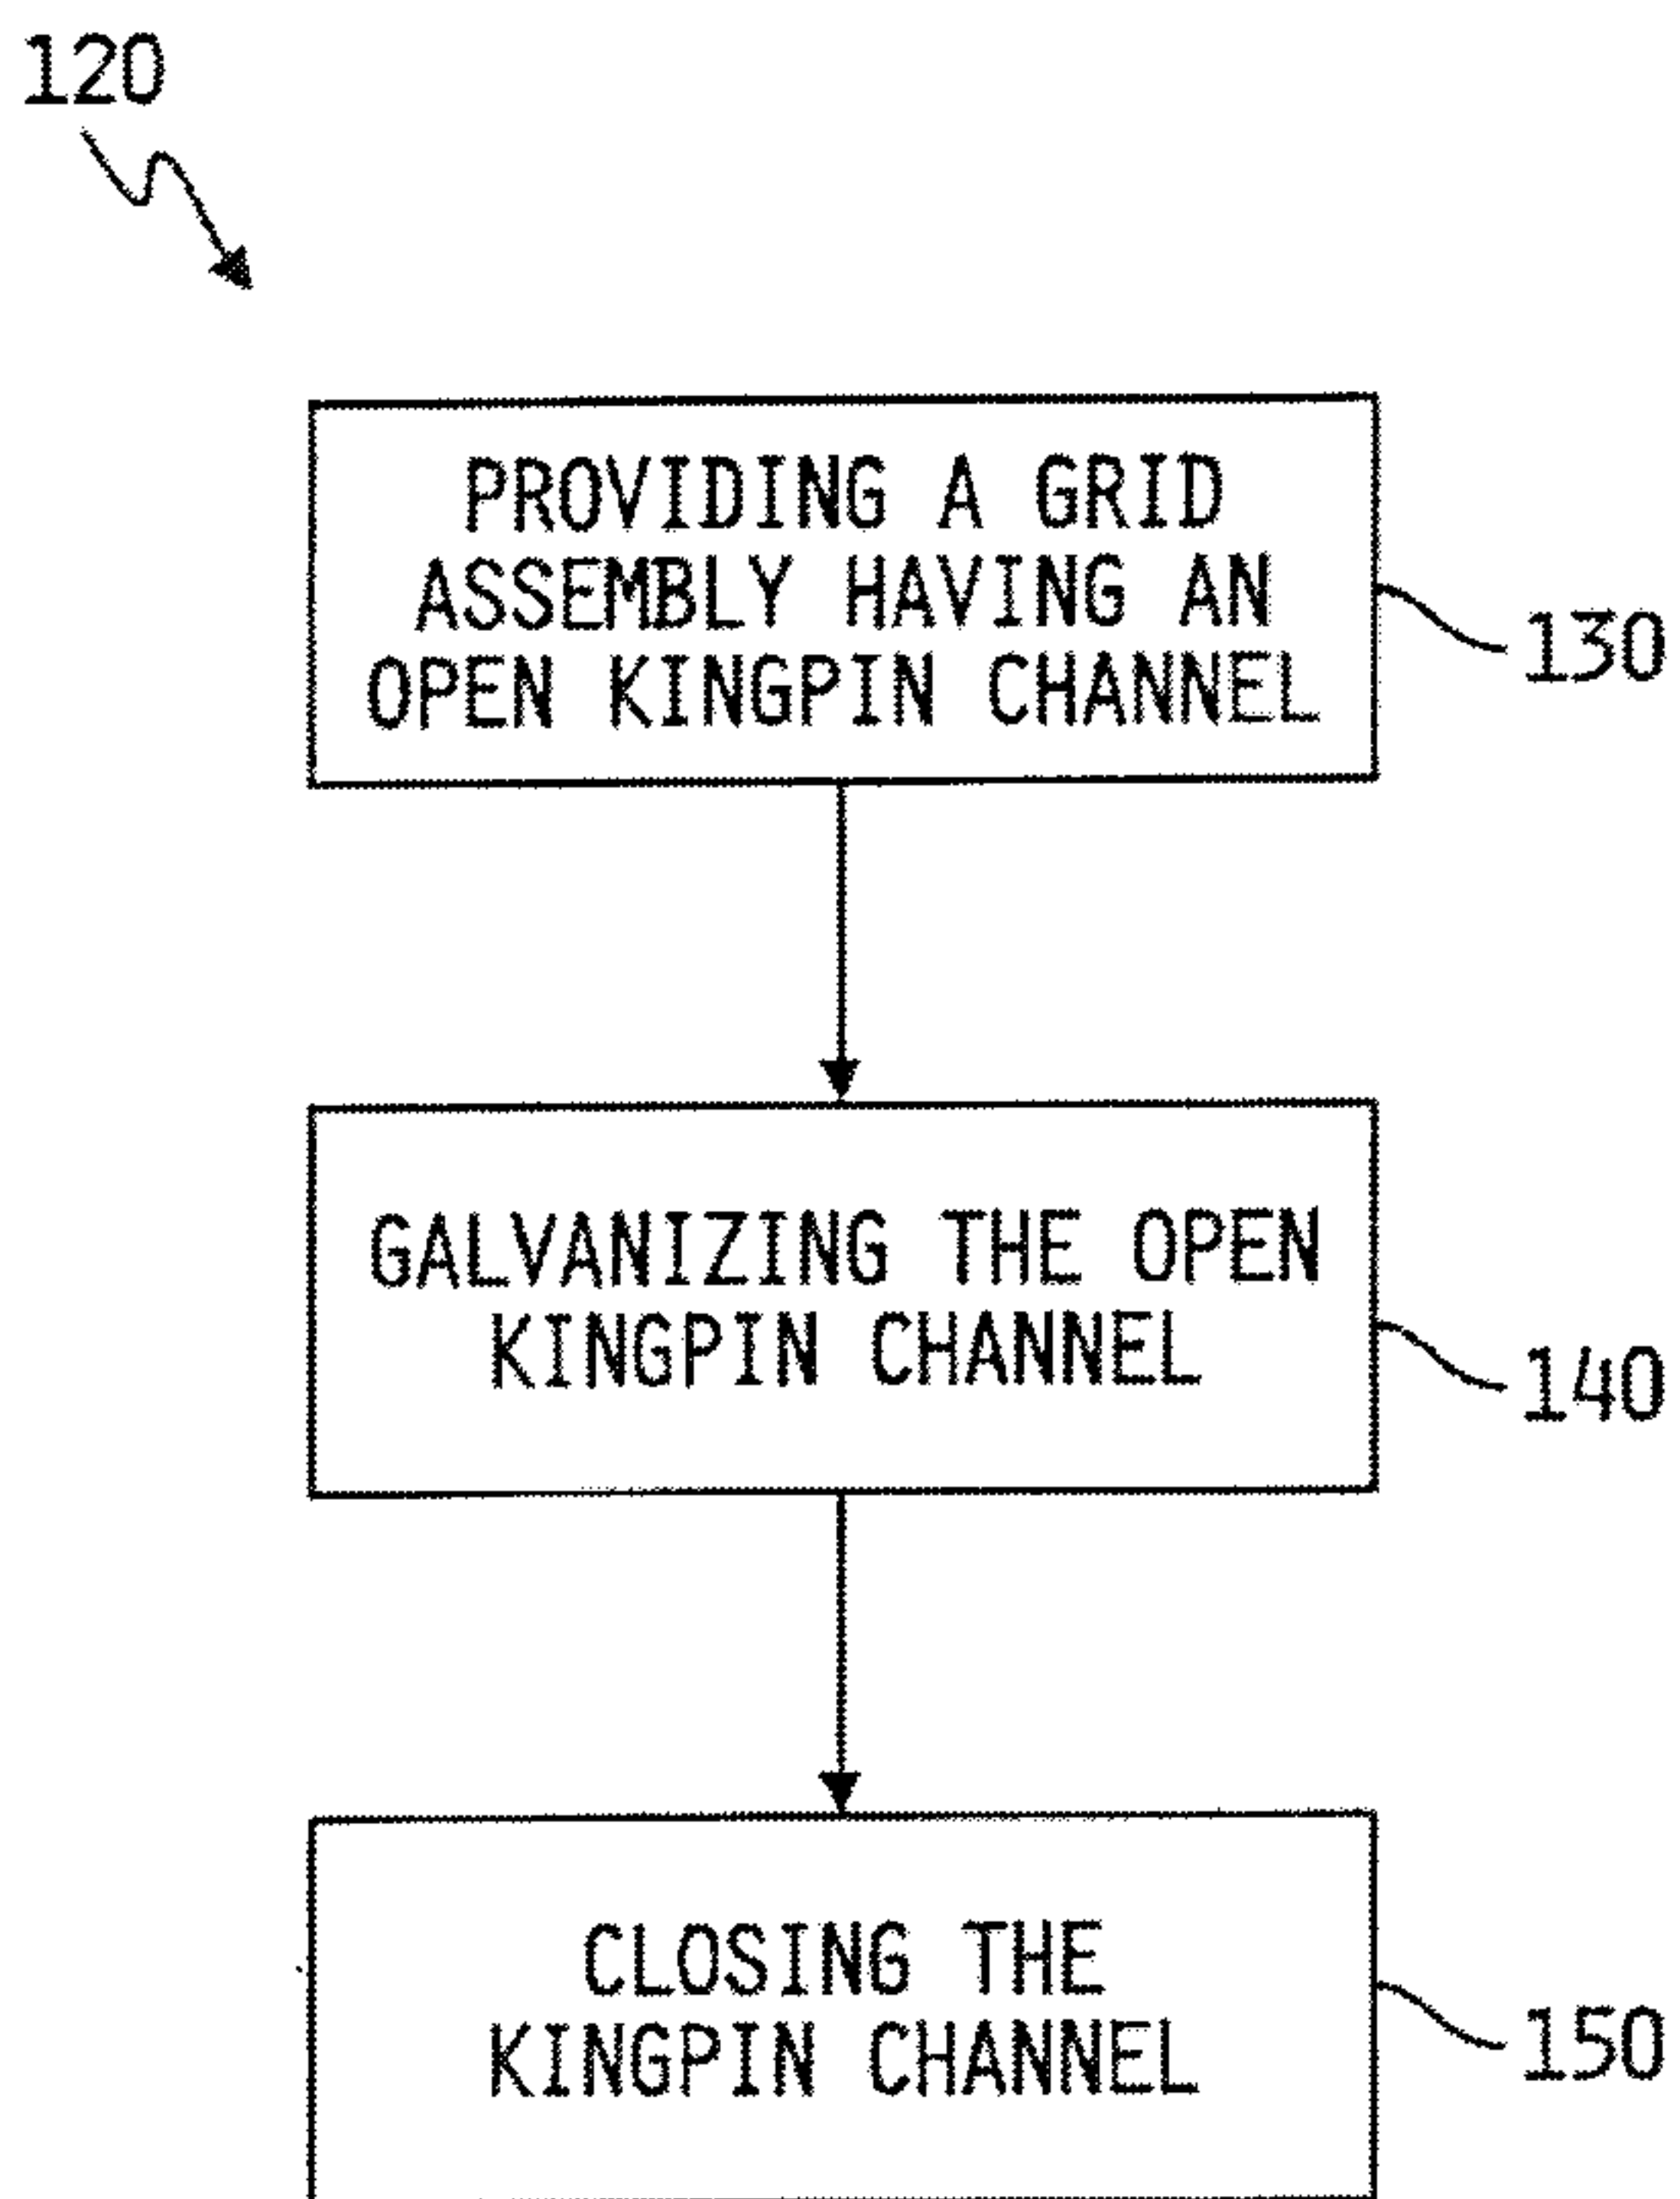 120
PROVIDING A GRID
ASSEMBLY HAVING AN
OPEN KINGPIN CHANNEL
130
GALVANIZING THE OPEN
KINGPIN CHANNEL
140
CLOSING THE
KINGPIN CHANNEL
150